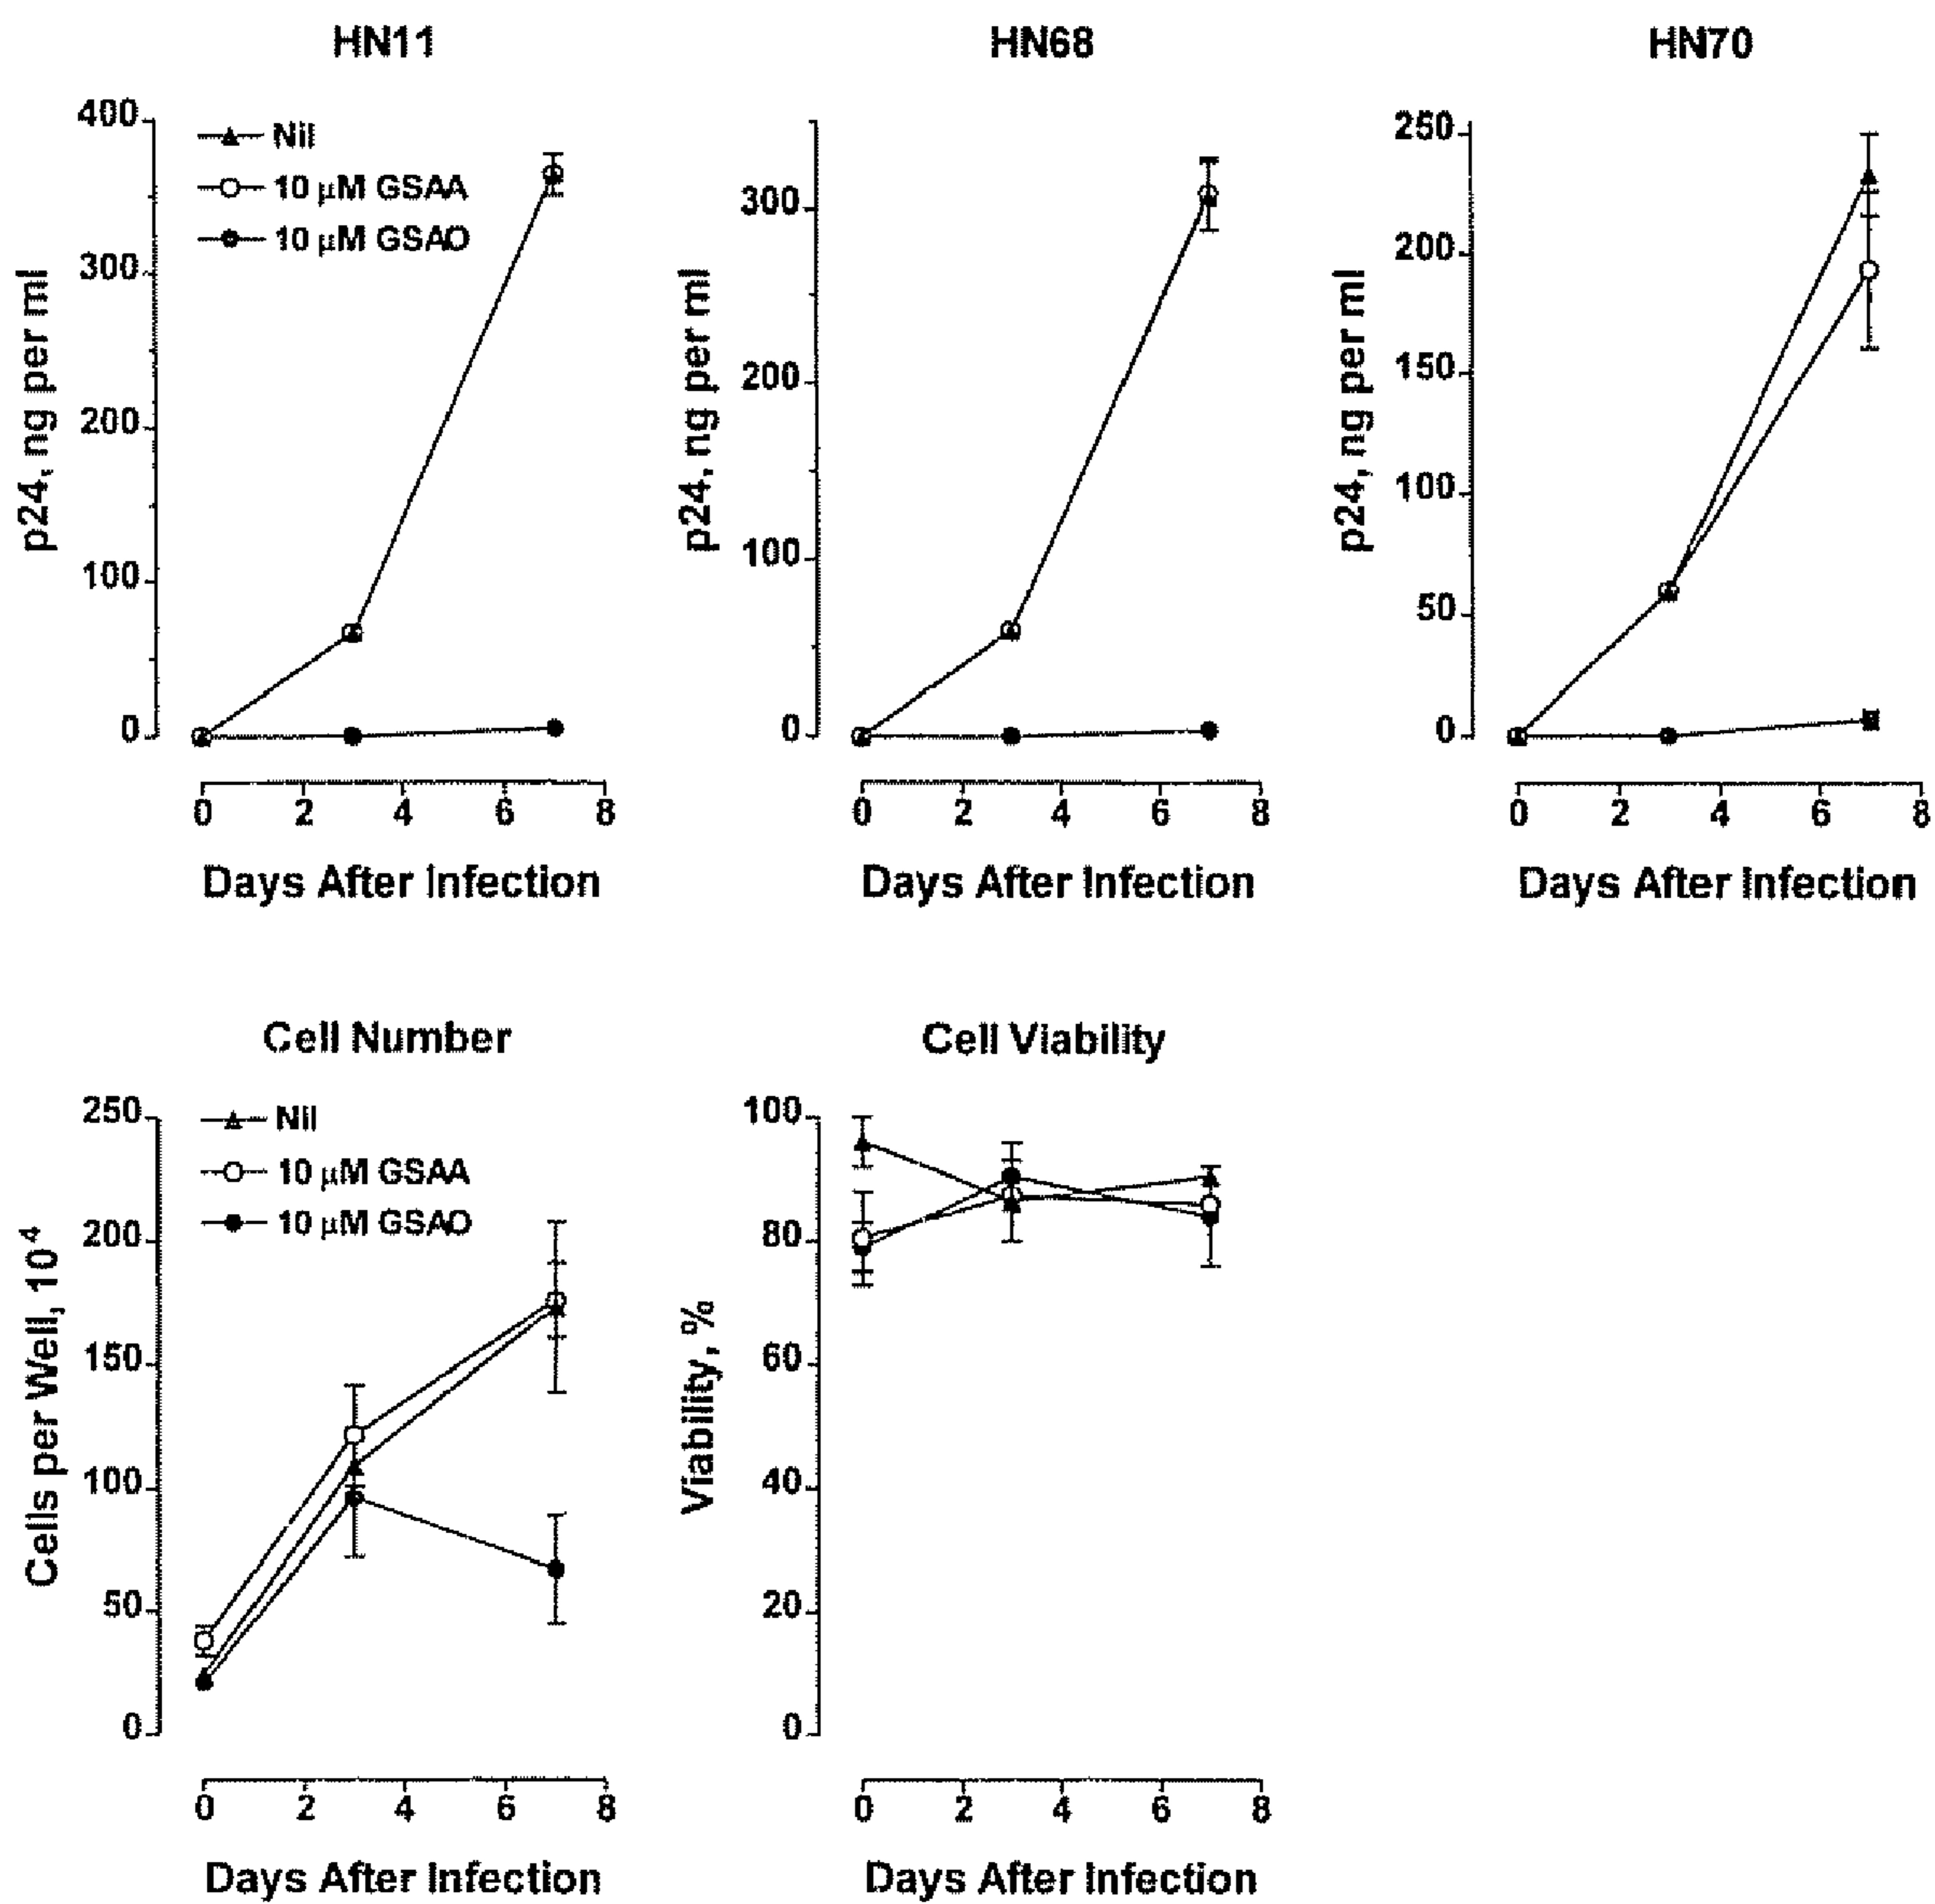 HN11
HN68
HN70
400
300
200
100
0
p24, ng per ml
Nil
10 µM GSAA
10 µM GSAO
0 2 4 6 8
Days After Infection
300
200
100
0
p24, ng per ml
0 2 4 6 8
Days After Infection
250
200
150
100
50
0
p24, ng per ml
0 2 4 6 8
Days After Infection
Cell Number
250
200
150
100
50
0
Cells per Well, 10⁴
Nil
10 µM GSAA
10 µM GSAO
0 2 4 6 8
Days After Infection
Cell Viability
100
80
60
40
20
0
Viability, %
0 2 4 6 8
Days After Infection